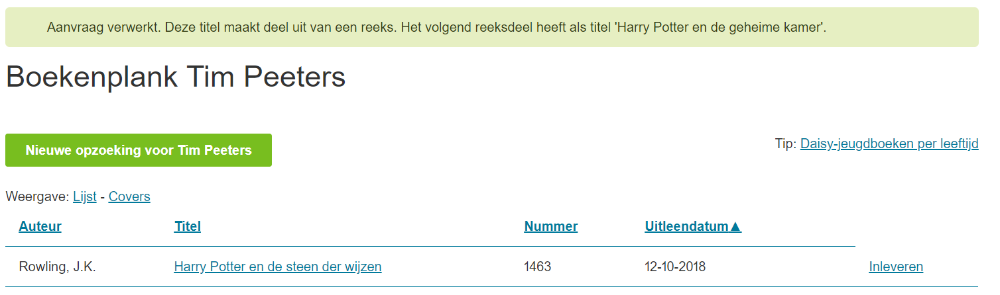 Aanvraag verwerkt. Deze titel maakt deel uit van een reeks. Het volgend reeksdeel heeft als titel 'Harry Potter en de geheime kamer'.
Boekenplank Tim Peeters
Nieuwe opzoeking voor Tim Peeters
Tip: Daisy-jeugdboeken per leeftijd
Weergave: Lijst - Covers
Auteur Titel Nummer Uitleendatum▲
Rowling, J.K. Harry Potter en de steen der wijzen 1463 12-10-2018 Inleveren